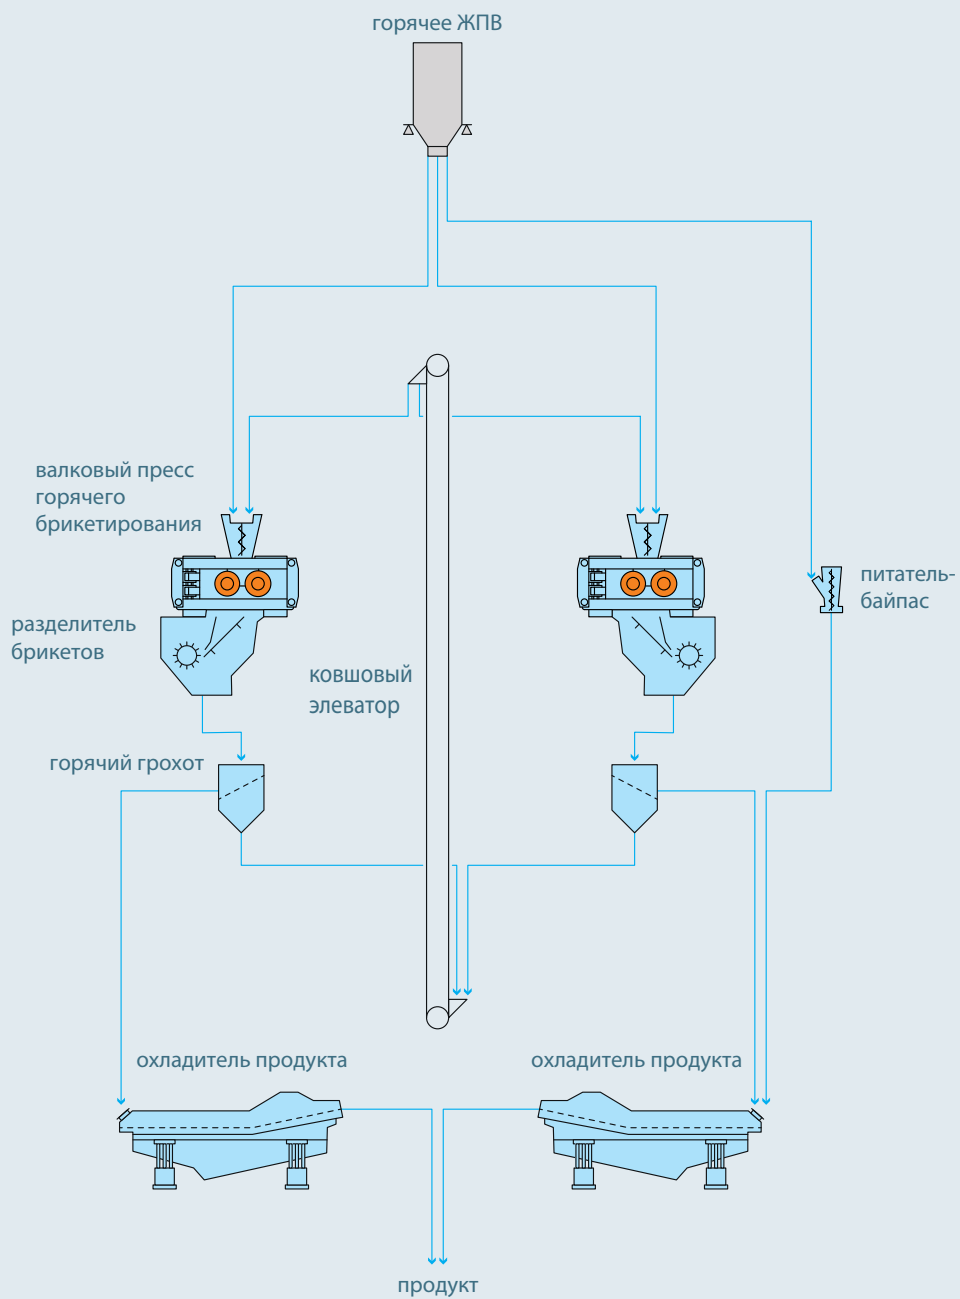 горячее ЖПВ
валковый пресс
горячего
брикетирования
питатель-
байпас
разделитель
брикетов
ковшовый
элеватор
горячий грохот
охладитель продукта
охладитель продукта
продукт